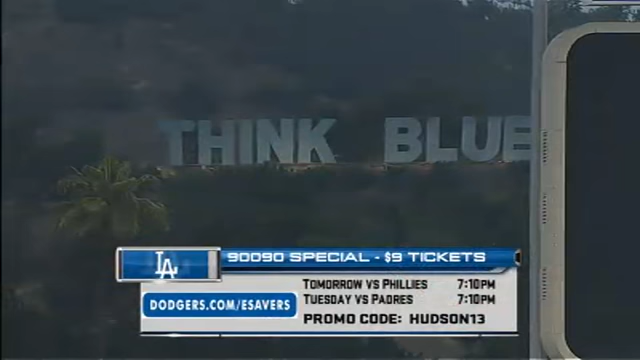 THINK BLUE
LA
90090 SPECIAL - $9 TICKETS
DODGERS.COM/ESAVERS
TOMORROW VS PHILLIES 7:10PM
TUESDAY VS PADRES 7:10PM
PROMO CODE: HUDSON13